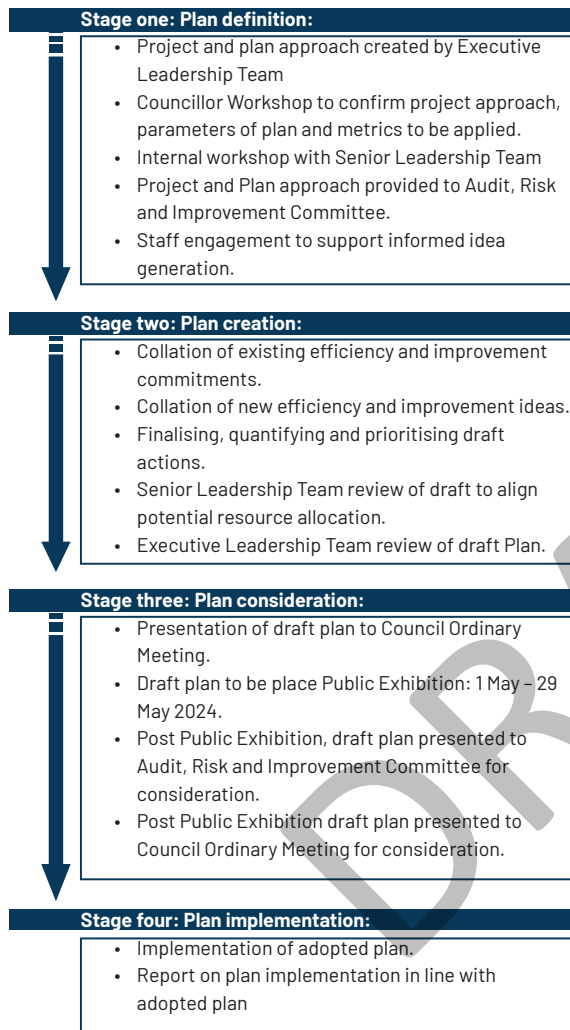 Stage one: Plan definition:
• Project and plan approach created by Executive
Leadership Team
• Councillor Workshop to confirm project approach,
parameters of plan and metrics to be applied.
• Internal workshop with Senior Leadership Team
• Project and Plan approach provided to Audit, Risk
and Improvement Committee.
• Staff engagement to support informed idea
generation.
Stage two: Plan creation:
• Collation of existing efficiency and improvement
commitments.
• Collation of new efficiency and improvement ideas.
• Finalising, quantifying and prioritising draft
actions.
• Senior Leadership Team review of draft to align
potential resource allocation.
• Executive Leadership Team review of draft Plan.
Stage three: Plan consideration:
• Presentation of draft plan to Council Ordinary
Meeting.
• Draft plan to be place Public Exhibition: 1 May – 29
May 2024.
• Post Public Exhibition, draft plan presented to
Audit, Risk and Improvement Committee for
consideration.
• Post Public Exhibition draft plan presented to
Council Ordinary Meeting for consideration.
Stage four: Plan implementation:
• Implementation of adopted plan.
• Report on plan implementation in line with
adopted plan